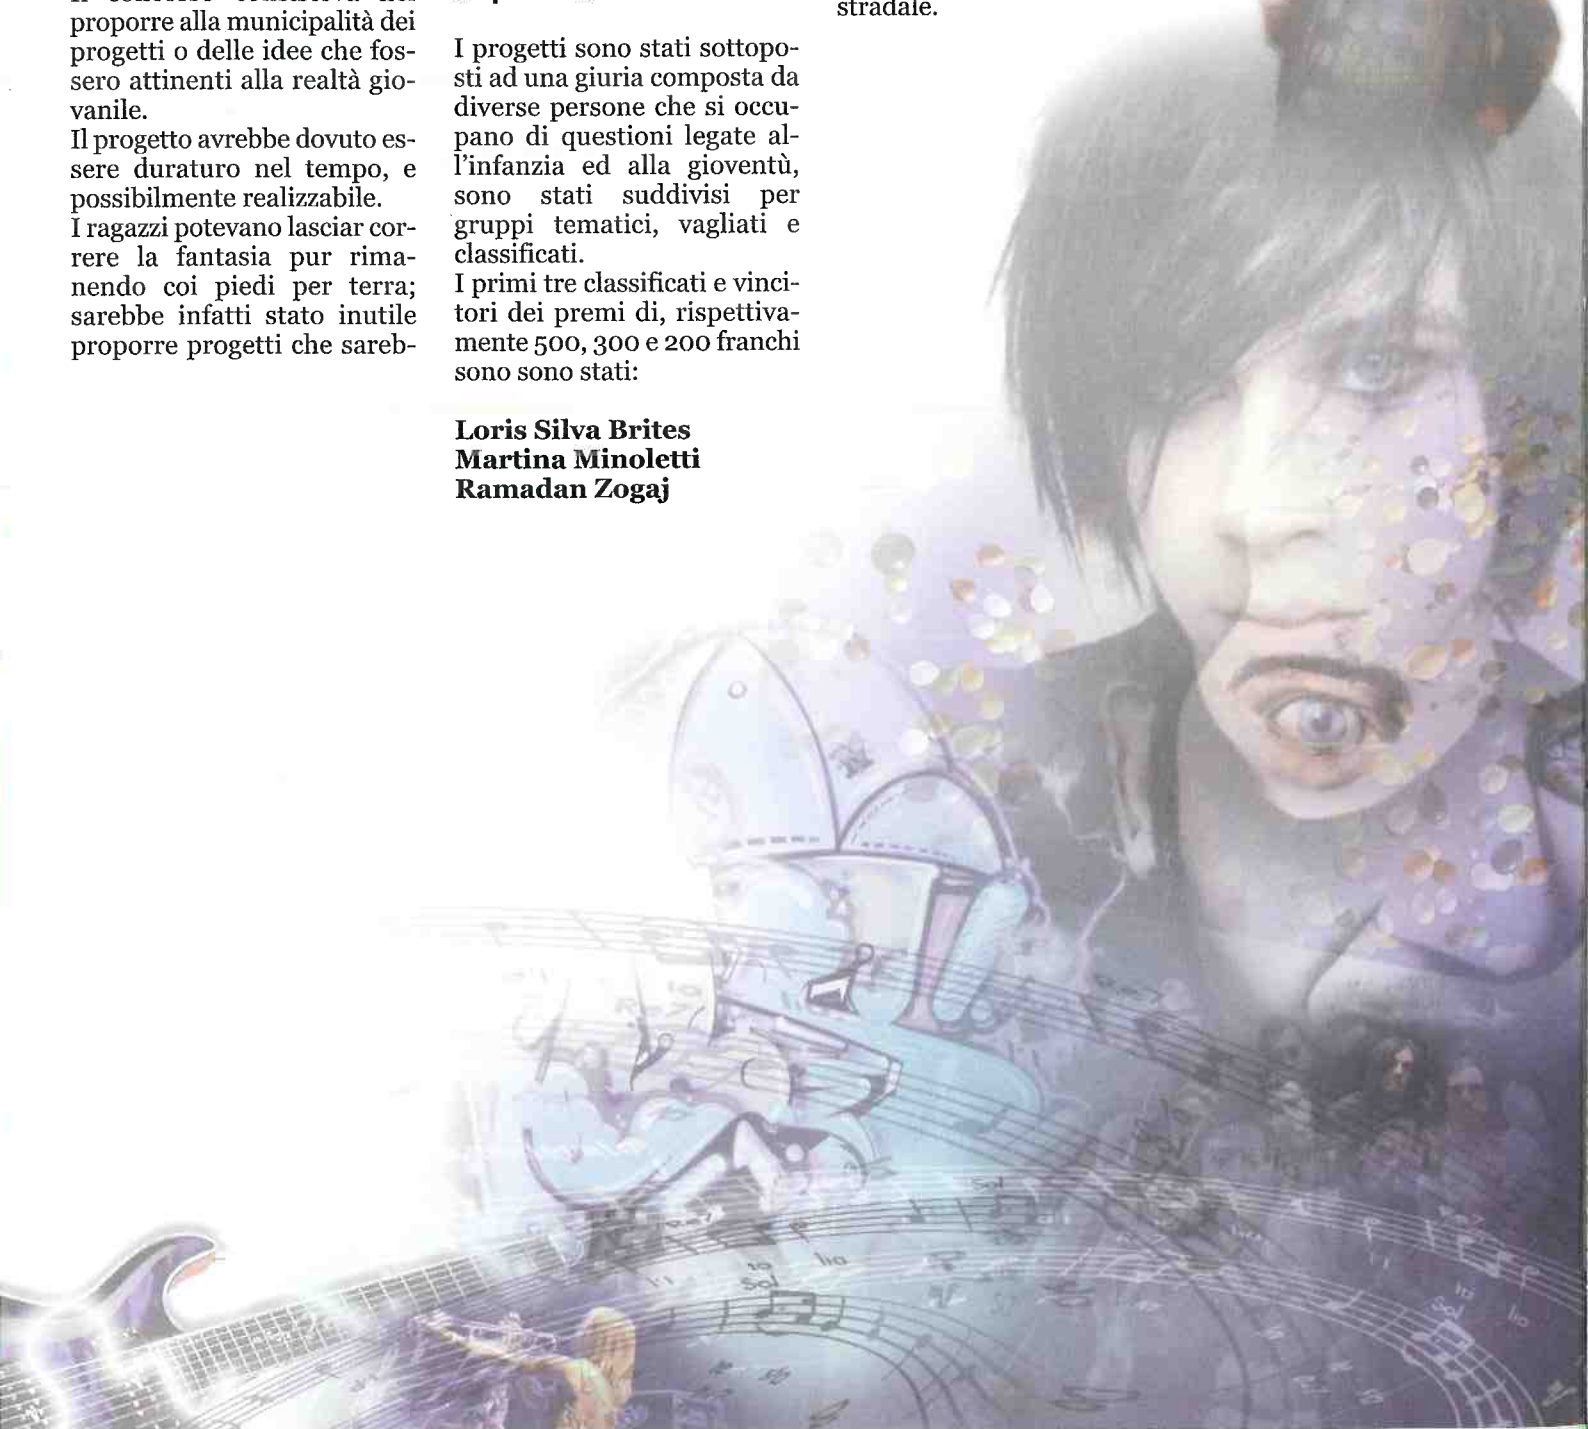 proporre alla municipalità dei
progetti o delle idee che fos-
sero attinenti alla realtà gio-
vanile.
Il progetto avrebbe dovuto es-
sere duraturo nel tempo, e
possibilmente realizzabile.
I ragazzi potevano lasciar cor-
rere la fantasia pur rima-
nendo coi piedi per terra;
sarebbe infatti stato inutile
proporre progetti che sareb-
I progetti sono stati sottopo-
sti ad una giuria composta da
diverse persone che si occu-
pano di questioni legate al-
l'infanzia ed alla gioventù,
sono stati suddivisi per
gruppi tematici, vagliati e
classificati.
I primi tre classificati e vinci-
tori dei premi di, rispettiva-
mente 500, 300 e 200 franchi
sono sono stati:
Loris Silva Brites
Martina Minoletti
Ramadan Zogaj
stradale.
Sol
lia
Sol
Sol
lia